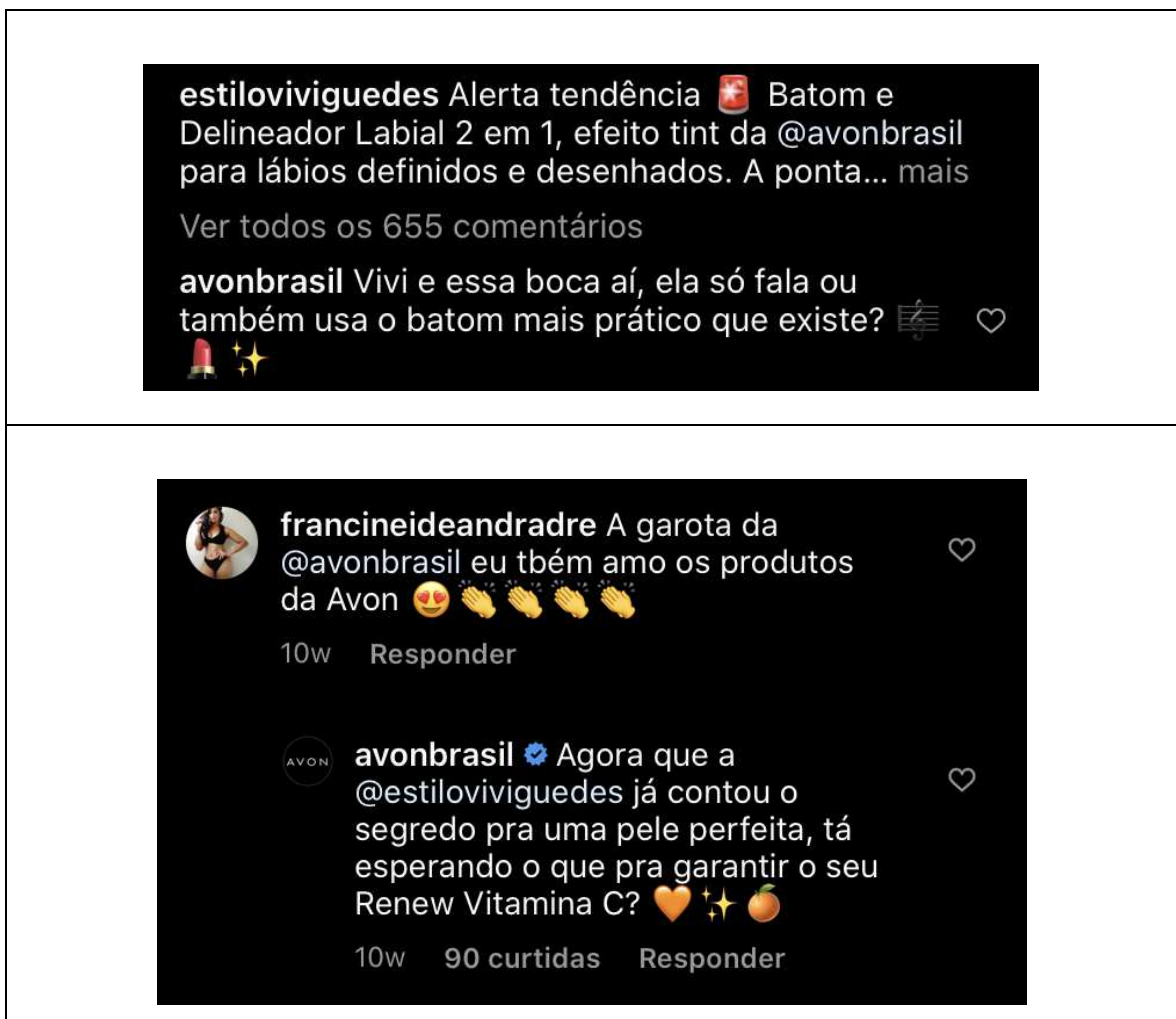 estiloviviguedes Alerta tendência 🚨 Batom e
Delineador Labial 2 em 1, efeito tint da @avonbrasil
para lábios definidos e desenhados. A ponta... mais
Ver todos os 655 comentários
avonbrasil Vivi e essa boca aí, ela só fala ou
também usa o batom mais prático que existe? 🎼
💄✨
francineideandradre A garota da
@avonbrasil eu tbém amo os produtos
da Avon 😍👏👏👏👏
10w Responder
AVON
avonbrasil Agora que a
@estiloviviguedes já contou o
segredo pra uma pele perfeita, tá
esperando o que pra garantir o seu
Renew Vitamina C? 🧡✨🍊
10w 90 curtidas Responder